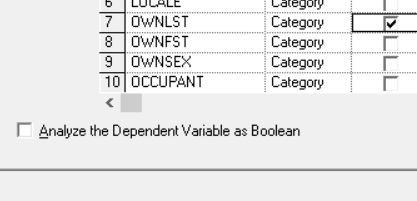 6 LOCALE Category
7 OWNLST Category
8 OWNFST Category
9 OWNSEX Category
10 OCCUPANT Category
Analyze the Dependent Variable as Boolean